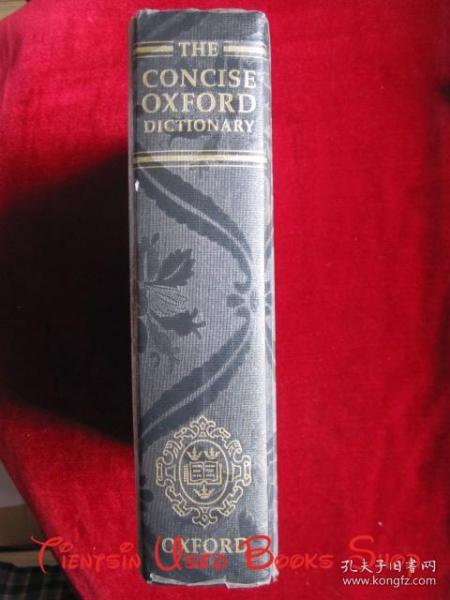 THE
CONCISE
OXFORD
DICTIONARY
OXFORD
Tientsin Used Books Shop
孔夫子旧书网
www.kongfz.com